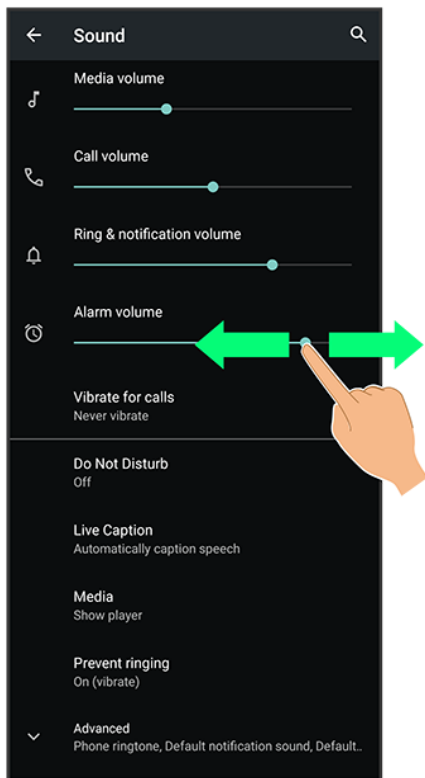 Sound
Media volume
Call volume
Ring & notification volume
Alarm volume
Vibrate for calls
Never vibrate
Do Not Disturb
Off
Live Caption
Automatically caption speech
Media
Show player
Prevent ringing
On (vibrate)
Advanced
Phone ringtone, Default notification sound, Default..